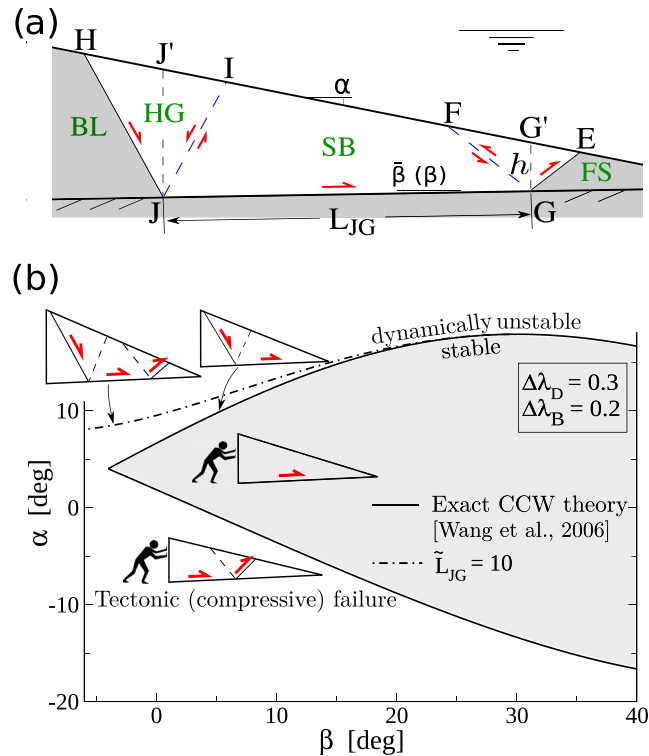 (a)
H
J'
I
α
BL
HG
F
G'
E
SB
h
FS
β̄ (β)
J
L_JG
G
(b)
dynamically unstable
stable
Δλ_D = 0.3
Δλ_B = 0.2
10
0
-10
-20
α [deg]
Exact CCW theory
[Wang et al., 2006]
L̃_JG = 10
Tectonic (compressive) failure
0
10
20
30
40
β [deg]